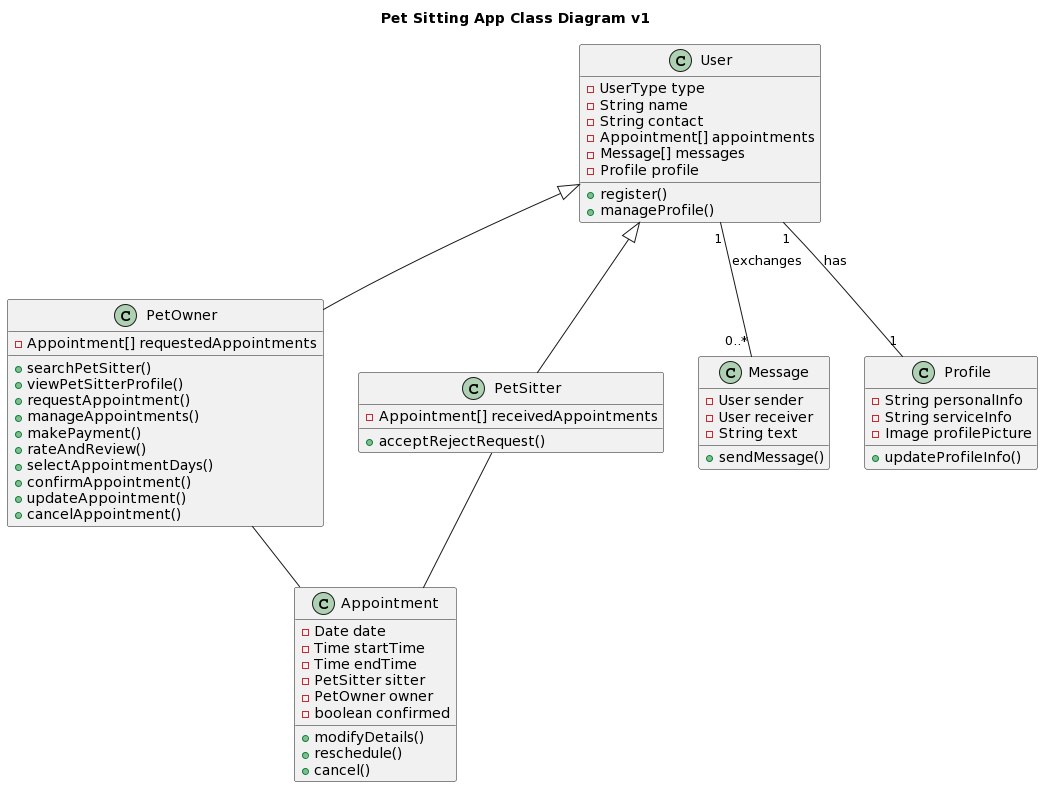 Pet Sitting App Class Diagram v1
C User
UserType type
String name
String contact
Appointment[] appointments
Message[] messages
Profile profile
register()
manageProfile()
1
1
exchanges
has
0..*
1
C PetOwner
Appointment[] requestedAppointments
searchPetSitter()
viewPetSitterProfile()
requestAppointment()
manageAppointments()
makePayment()
rateAndReview()
selectAppointmentDays()
confirmAppointment()
updateAppointment()
cancelAppointment()
C PetSitter
Appointment[] receivedAppointments
acceptRejectRequest()
C Message
User sender
User receiver
String text
sendMessage()
C Profile
String personalInfo
String serviceInfo
Image profilePicture
updateProfileInfo()
C Appointment
Date date
Time startTime
Time endTime
PetSitter sitter
PetOwner owner
boolean confirmed
modifyDetails()
reschedule()
cancel()